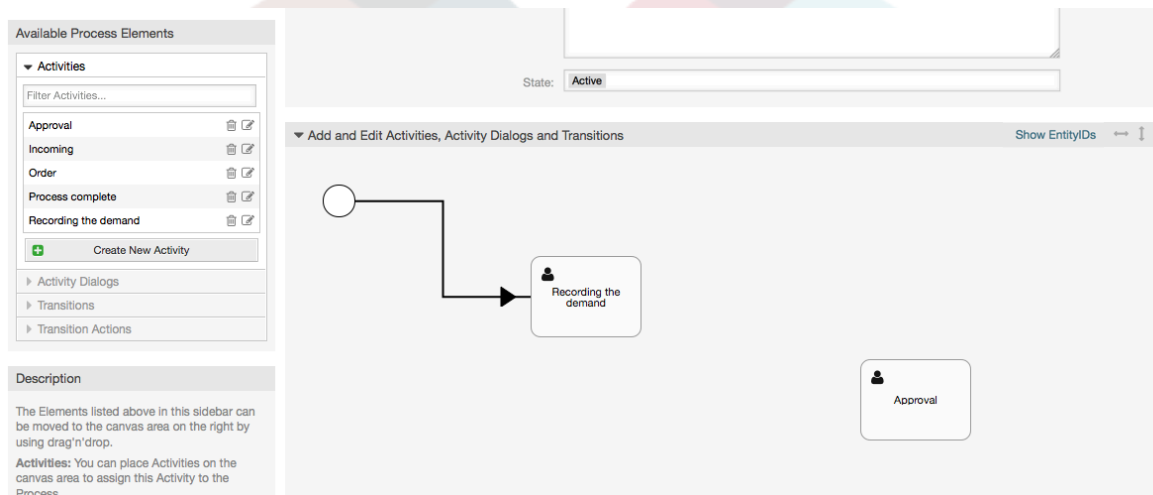 Available Process Elements
Activities
Filter Activities...
Approval
Incoming
Order
Process complete
Recording the demand
Create New Activity
Activity Dialogs
Transitions
Transition Actions
Description
The Elements listed above in this sidebar can
be moved to the canvas area on the right by
using drag'n'drop.
Activities: You can place Activities on the
canvas area to assign this Activity to the
Process.
State: Active
Add and Edit Activities, Activity Dialogs and Transitions
Show EntityIDs
Recording the
demand
Approval